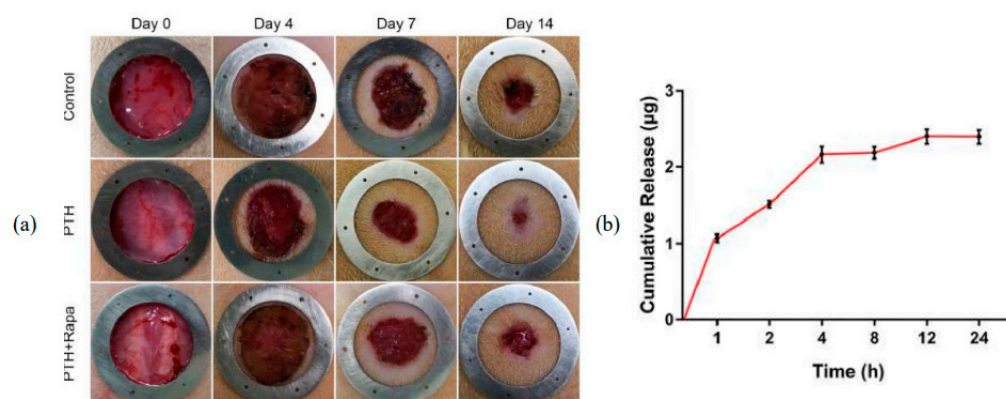 Day 0 Day 4 Day 7 Day 14
Control
PTH
PTH+Rapa
(a)
(b)
Cumulative Release (µg)
3
2
1
0
1 2 4 8 12 24
Time (h)